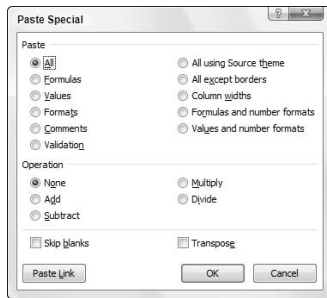 Paste Special
Paste
All
All using Source theme
Formulas
All except borders
Values
Column widths
Formats
Formulas and number formats
Comments
Values and number formats
Validation
Operation
None
Multiply
Add
Divide
Subtract
Skip blanks
Transpose
Paste Link
OK
Cancel